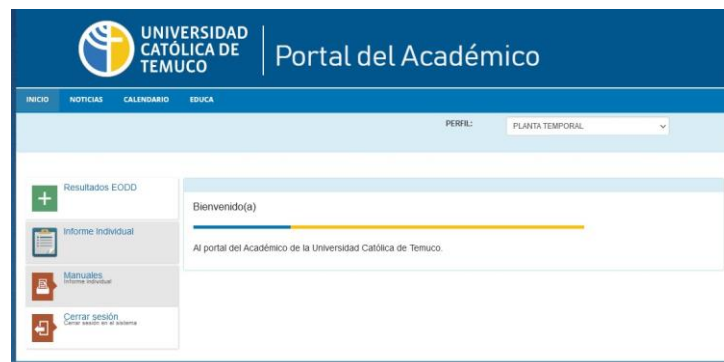 UNIVERSIDAD
CATÓLICA DE
TEMUCO
Portal del Académico
INICIO NOTICIAS CALENDARIO EDUCA
PERFIL: PLANTA TEMPORAL
Resultados EODD
Informe Individual
Manuales
Informe individual
Cerrar sesión
Cerrar sesión en el sistema
Bienvenido(a)
Al portal del Académico de la Universidad Católica de Temuco.